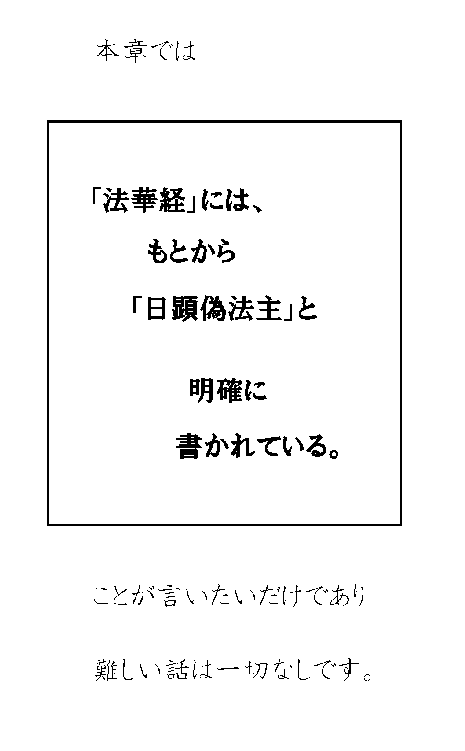 本章では
「法華経」には、
もとから
「日顕偽法主」と
明確に
書かれている。
ことが言いたいだけであり
難しい話は一切なしです。